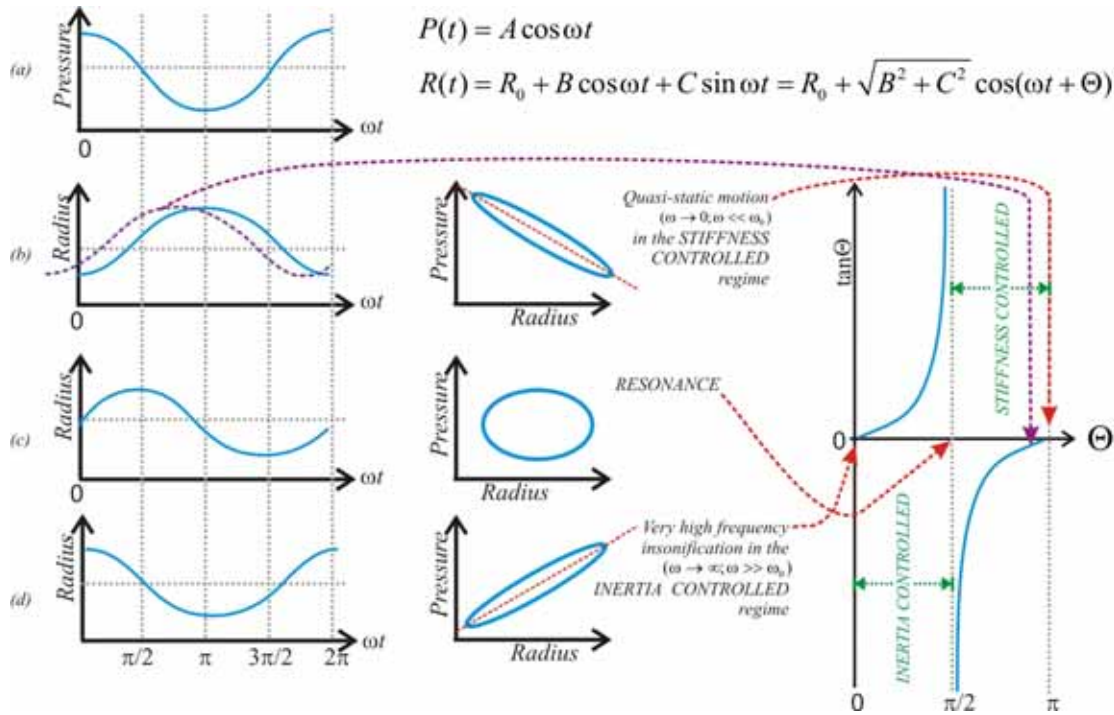 P(t) = A cos ωt
R(t) = R₀ + B cos ωt + C sin ωt = R₀ + √(B² + C²) cos(ωt + Θ)
(a)
Pressure
0
ωt
(b)
Radius
0
ωt
Pressure
Radius
Quasi-static motion
(ω → 0; ω << ω₀)
in the STIFFNESS
CONTROLLED
regime
(c)
Radius
0
ωt
Pressure
Radius
RESONANCE
(d)
Radius
ωt
π/2
π
3π/2
2π
Pressure
Radius
Very high frequency
insonification in the
(ω → ∞; ω >> ω₀)
INERTIA CONTROLLED
regime
tanΘ
STIFFNESS CONTROLLED
0
Θ
INERTIA CONTROLLED
0
π/2
π